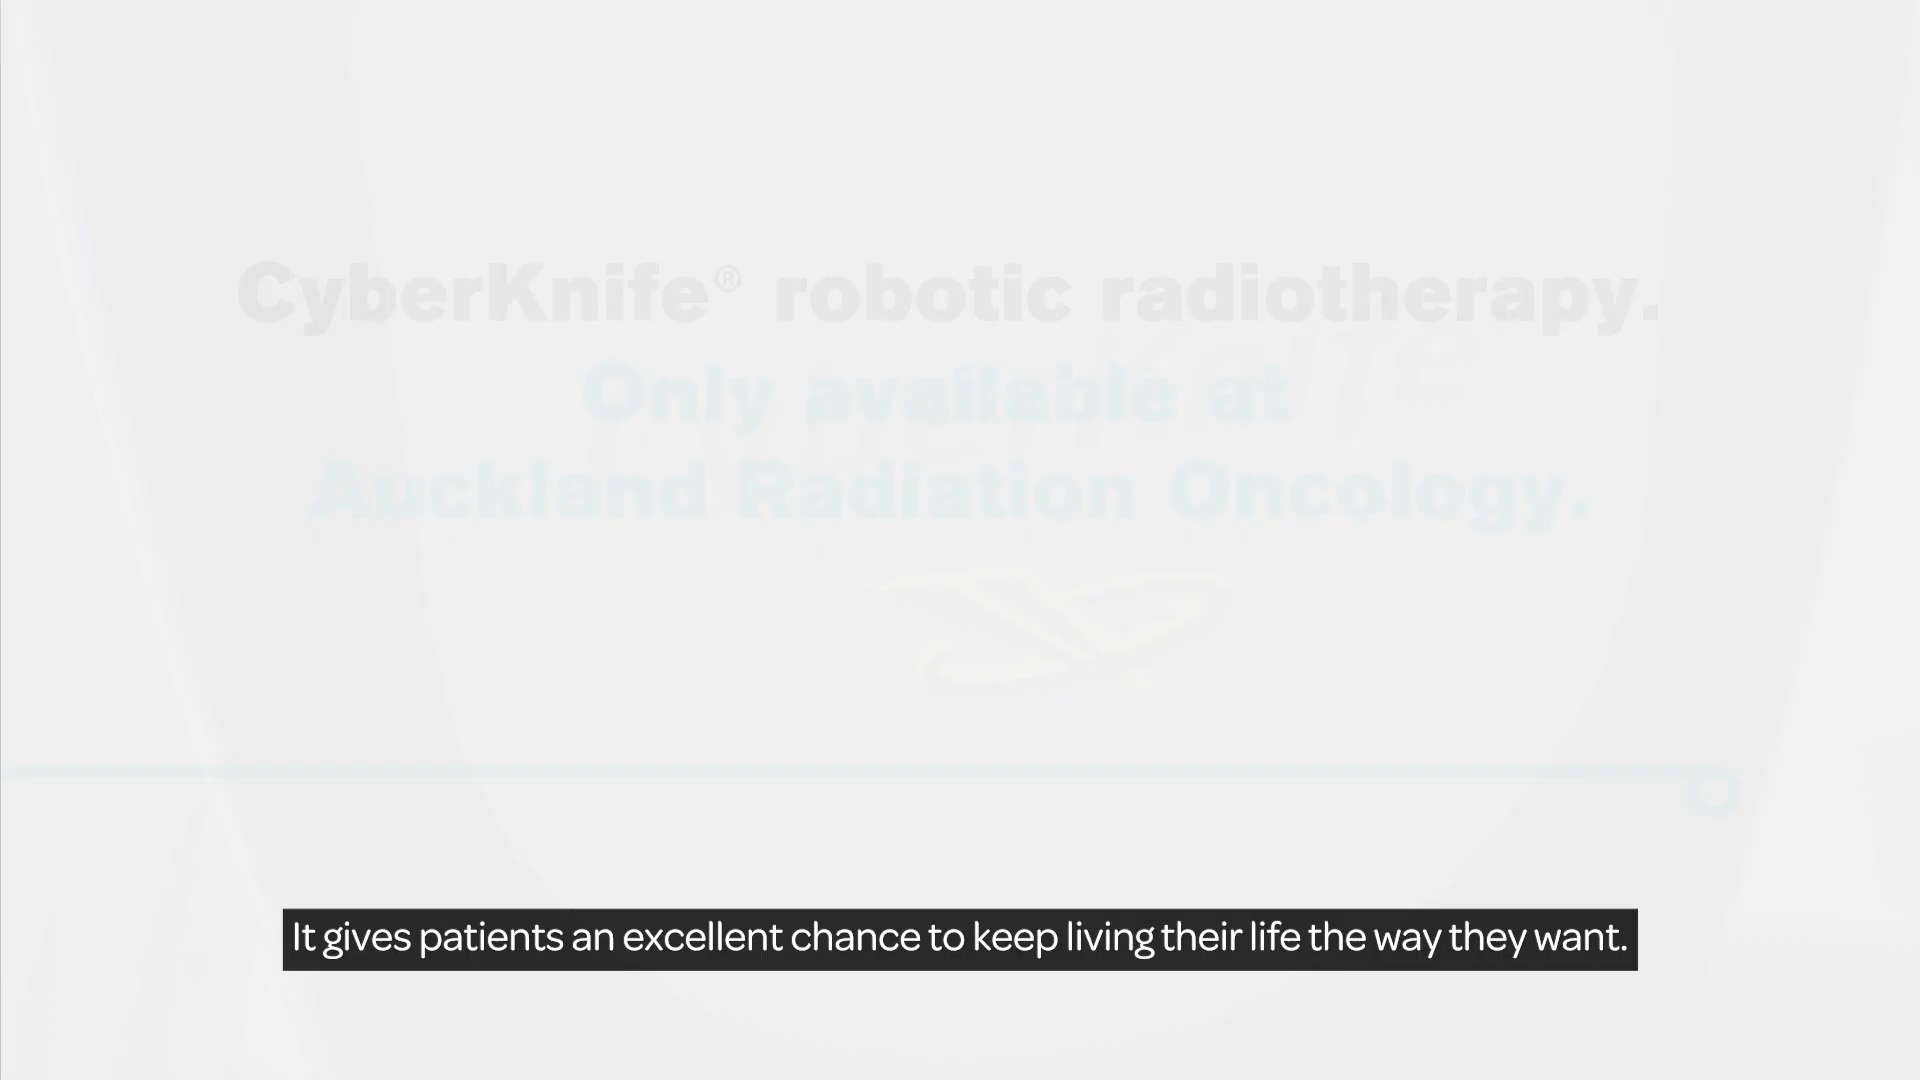 CyberKnife® robotic radiotherapy.
Only available at
Auckland Radiation Oncology.
It gives patients an excellent chance to keep living their life the way they want.